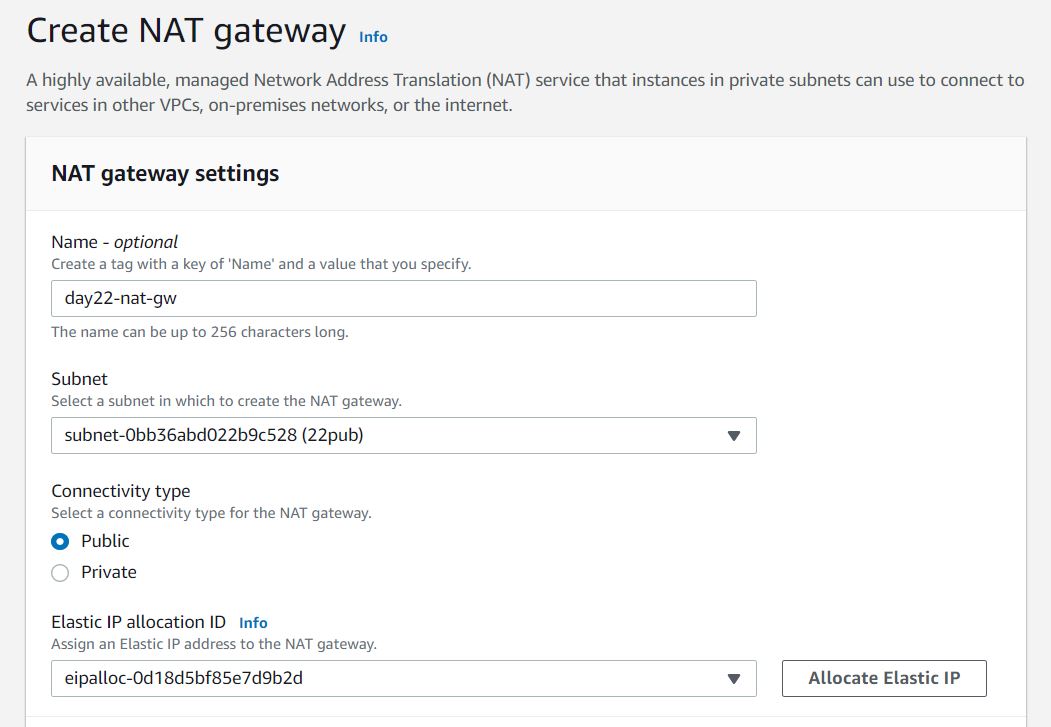 Create NAT gateway Info
A highly available, managed Network Address Translation (NAT) service that instances in private subnets can use to connect to
services in other VPCs, on-premises networks, or the internet.
NAT gateway settings
Name - optional
Create a tag with a key of 'Name' and a value that you specify.
day22-nat-gw
The name can be up to 256 characters long.
Subnet
Select a subnet in which to create the NAT gateway.
subnet-0bb36abd022b9c528 (22pub)
Connectivity type
Select a connectivity type for the NAT gateway.
Public
Private
Elastic IP allocation ID Info
Assign an Elastic IP address to the NAT gateway.
eipalloc-0d18d5bf85e7d9b2d
Allocate Elastic IP